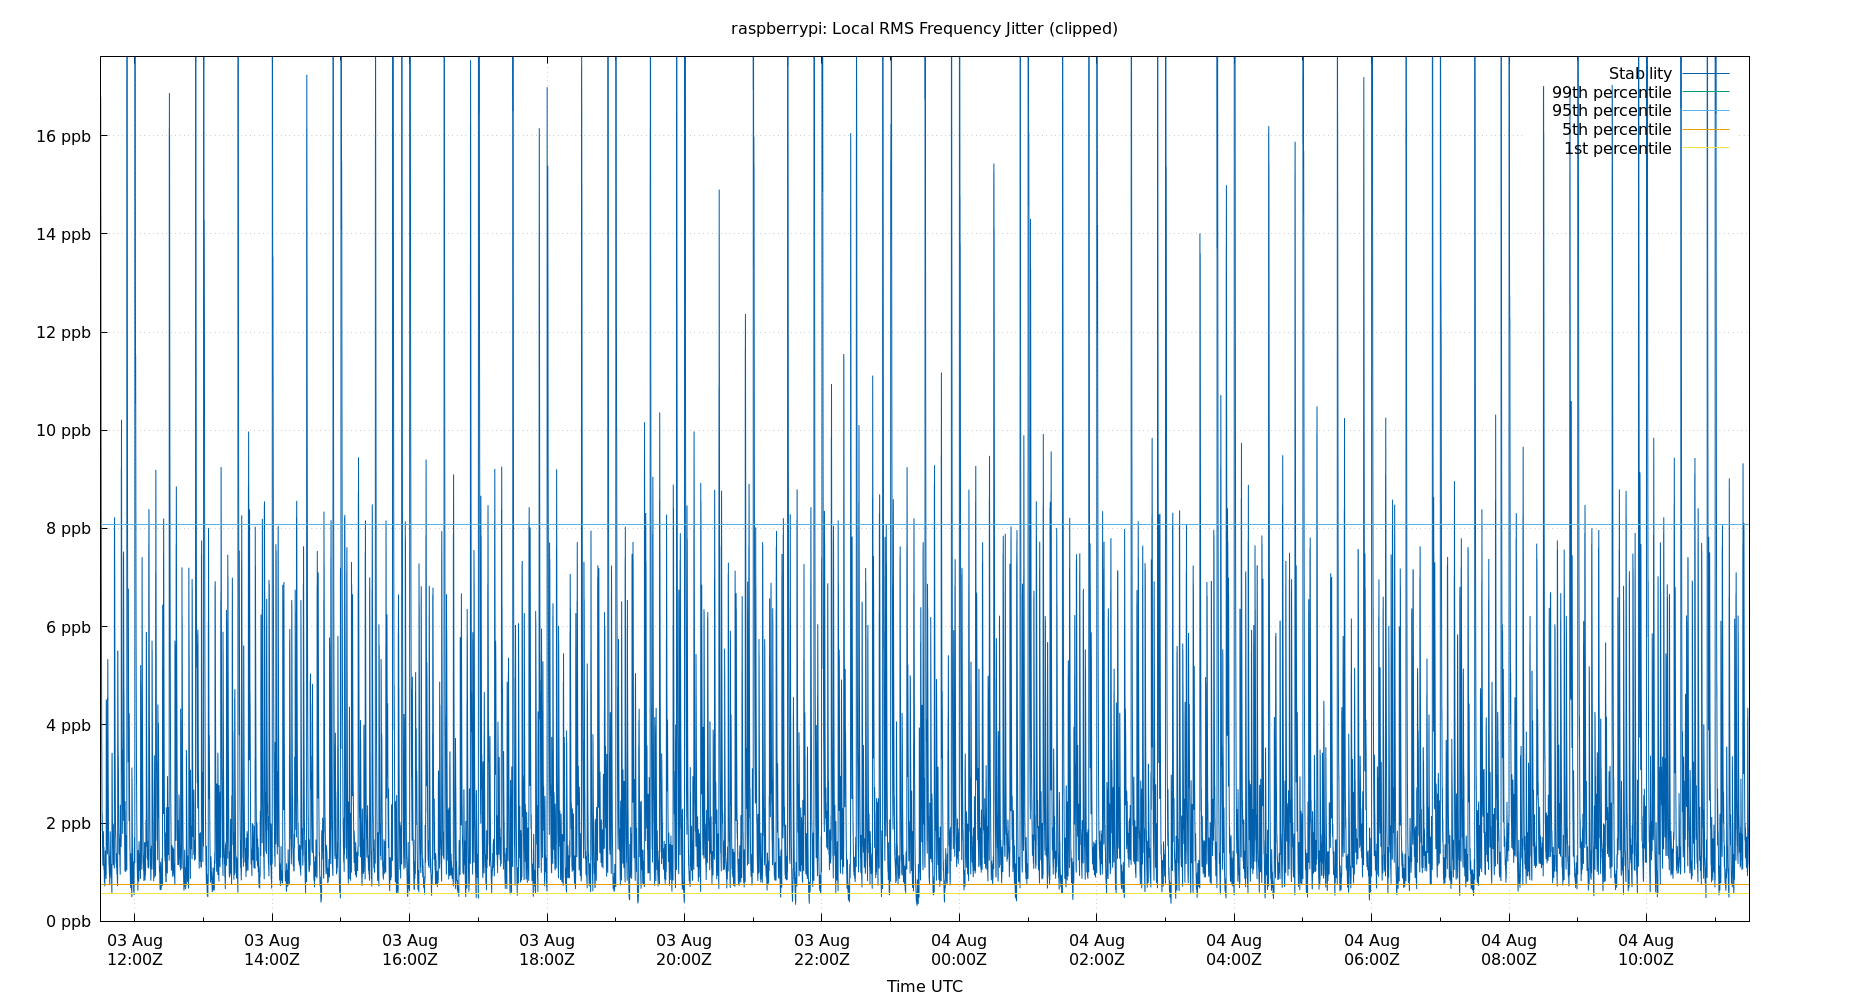 raspberrypi: Local RMS Frequency Jitter (clipped)
Stability
99th percentile
95th percentile
5th percentile
1st percentile
16 ppb
14 ppb
12 ppb
10 ppb
8 ppb
6 ppb
4 ppb
2 ppb
0 ppb
03 Aug 03 Aug 03 Aug 03 Aug 03 Aug 03 Aug 04 Aug 04 Aug 04 Aug 04 Aug 04 Aug 04 Aug
12:00Z 14:00Z 16:00Z 18:00Z 20:00Z 22:00Z 00:00Z 02:00Z 04:00Z 06:00Z 08:00Z 10:00Z
Time UTC